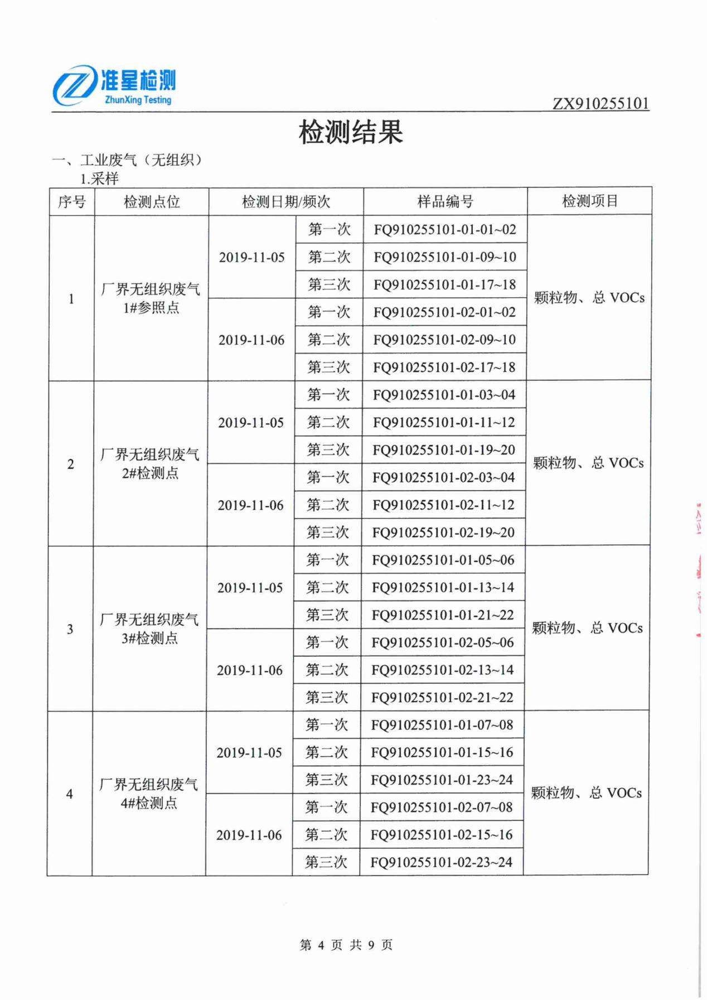 准星检测
ZhunXing Testing
ZX910255101
检测结果
一、工业废气（无组织）
1.采样
序号 检测点位 检测日期/频次 样品编号 检测项目
1 厂界无组织废气 1#参照点 2019-11-05 第一次 FQ910255101-01-01~02 颗粒物、总 VOCs
第二次 FQ910255101-01-09~10
第三次 FQ910255101-01-17~18
2019-11-06 第一次 FQ910255101-02-01~02
第二次 FQ910255101-02-09~10
第三次 FQ910255101-02-17~18
2 厂界无组织废气 2#检测点 2019-11-05 第一次 FQ910255101-01-03~04 颗粒物、总 VOCs
第二次 FQ910255101-01-11~12
第三次 FQ910255101-01-19~20
2019-11-06 第一次 FQ910255101-02-03~04
第二次 FQ910255101-02-11~12
第三次 FQ910255101-02-19~20
3 厂界无组织废气 3#检测点 2019-11-05 第一次 FQ910255101-01-05~06 颗粒物、总 VOCs
第二次 FQ910255101-01-13~14
第三次 FQ910255101-01-21~22
2019-11-06 第一次 FQ910255101-02-05~06
第二次 FQ910255101-02-13~14
第三次 FQ910255101-02-21~22
4 厂界无组织废气 4#检测点 2019-11-05 第一次 FQ910255101-01-07~08 颗粒物、总 VOCs
第二次 FQ910255101-01-15~16
第三次 FQ910255101-01-23~24
2019-11-06 第一次 FQ910255101-02-07~08
第二次 FQ910255101-02-15~16
第三次 FQ910255101-02-23~24
第 4 页 共 9 页